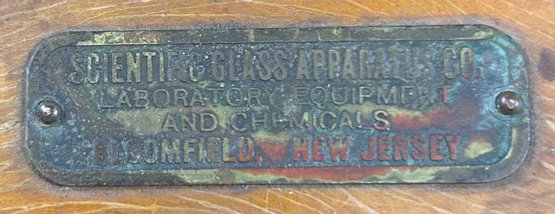 SCIENTIFIC GLASS APPARATUS CO.
LABORATORY EQUIPMENT
AND CHEMICALS
BLOOMFIELD, NEW JERSEY